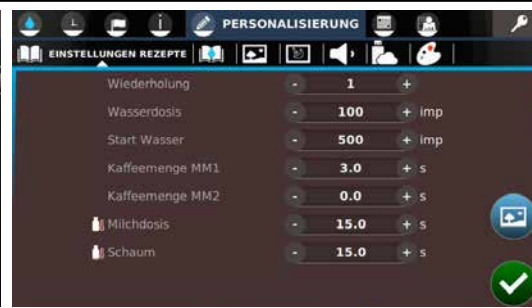 PERSONALISIERUNG
EINSTELLUNGEN REZEPTE
Wiederholung - 1 +
Wasserdosis - 100 + imp
Start Wasser - 500 + imp
Kaffeemenge MM1 - 3.0 + s
Kaffeemenge MM2 - 0.0 + s
Milchdosis - 15.0 + s
Schaum - 15.0 + s